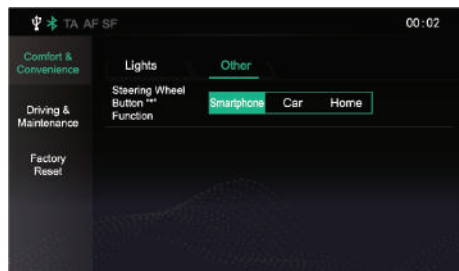 TA AF SF
00:02
Comfort &
Convenience
Lights
Other
Steering Wheel
Button "*"
Function
Smartphone
Car
Home
Driving &
Maintenance
Factory
Reset